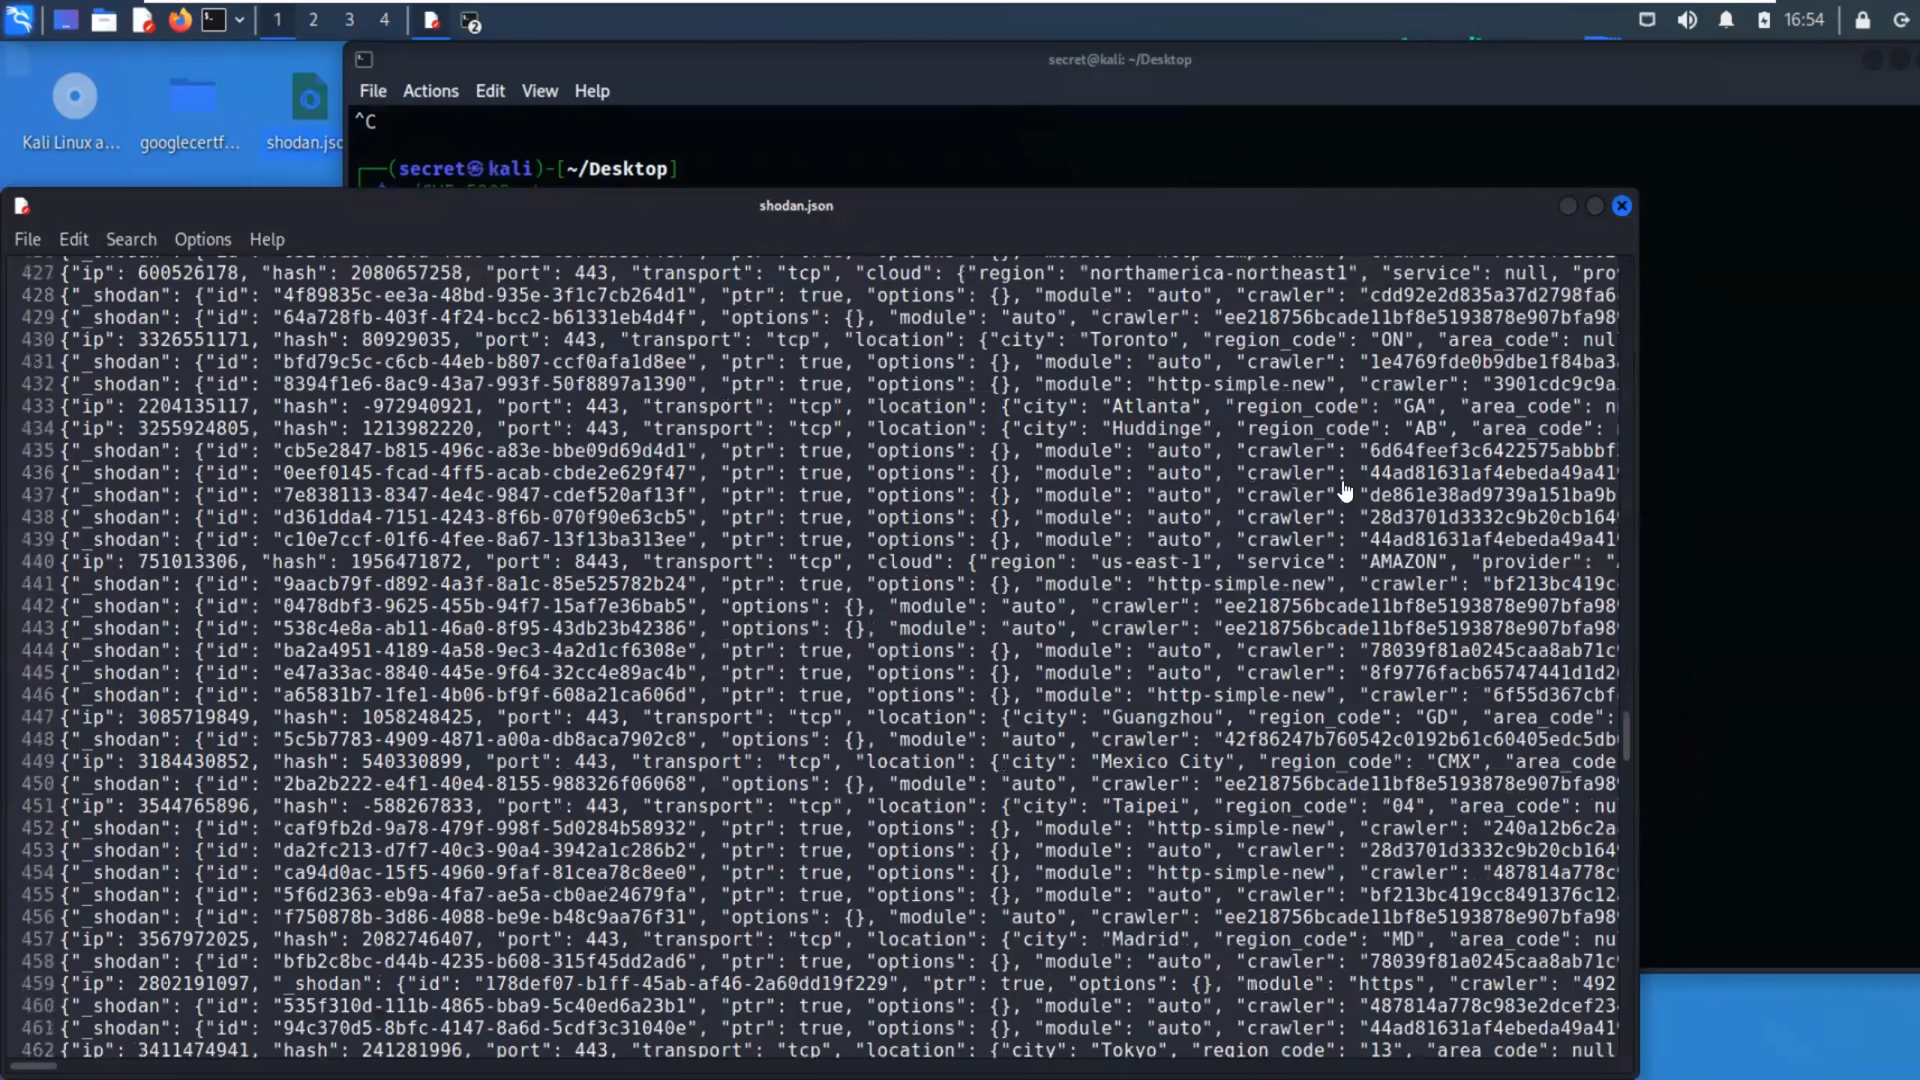 1 2 3 4
2
16:54
secret@kali: ~/Desktop
Kali Linux a...
googlecertf...
shodan.jsc
File Actions Edit View Help
^C
(secret㉿kali)-[~/Desktop]
shodan.json
File Edit Search Options Help
427 {"ip": 600526178, "hash": 2080657258, "port": 443, "transport": "tcp", "cloud": {"region": "northamerica-northeast1", "service": null, "pro
428 {"_shodan": {"id": "4f89835c-ee3a-48bd-935e-3f1c7cb264d1", "ptr": true, "options": {}, "module": "auto", "crawler": "cdd92e2d835a37d2798fa6
429 {"_shodan": {"id": "64a728fb-403f-4f24-bcc2-b61331eb4d4f", "options": {}, "module": "auto", "crawler": "ee218756bcade11bf8e5193878e907bfa98
430 {"ip": 3326551171, "hash": 80929035, "port": 443, "transport": "tcp", "location": {"city": "Toronto", "region_code": "ON", "area_code": nul
431 {"_shodan": {"id": "bfd79c5c-c6cb-44eb-b807-ccf0afa1d8ee", "ptr": true, "options": {}, "module": "auto", "crawler": "1e4769fde0b9dbe1f84ba3
432 {"_shodan": {"id": "8394f1e6-8ac9-43a7-993f-50f8897a1390", "ptr": true, "options": {}, "module": "http-simple-new", "crawler": "3901cdc9c9a
433 {"ip": 2204135117, "hash": -972940921, "port": 443, "transport": "tcp", "location": {"city": "Atlanta", "region_code": "GA", "area_code": n
434 {"ip": 3255924805, "hash": 1213982220, "port": 443, "transport": "tcp", "location": {"city": "Huddinge", "region_code": "AB", "area_code":
435 {"_shodan": {"id": "cb5e2847-b815-496c-a83e-bbe09d69d4d1", "ptr": true, "options": {}, "module": "auto", "crawler": "6d64feef3c6422575abbbf
436 {"_shodan": {"id": "0eef0145-fcad-4ff5-acab-cbde2e629f47", "ptr": true, "options": {}, "module": "auto", "crawler": "44ad81631af4ebeda49a41
437 {"_shodan": {"id": "7e838113-8347-4e4c-9847-cdef520af13f", "ptr": true, "options": {}, "module": "auto", "crawler": "de861e38ad9739a151ba9b
438 {"_shodan": {"id": "d361dda4-7151-4243-8f6b-070f90e63cb5", "ptr": true, "options": {}, "module": "auto", "crawler": "28d3701d3332c9b20cb164
439 {"_shodan": {"id": "c10e7ccf-01f6-4fee-8a67-13f13ba313ee", "ptr": true, "options": {}, "module": "auto", "crawler": "44ad81631af4ebeda49a41
440 {"ip": 751013306, "hash": 1956471872, "port": 8443, "transport": "tcp", "cloud": {"region": "us-east-1", "service": "AMAZON", "provider":
441 {"_shodan": {"id": "9aacb79f-d892-4a3f-8a1c-85e525782b24", "ptr": true, "options": {}, "module": "http-simple-new", "crawler": "bf213bc419c
442 {"_shodan": {"id": "0478dbf3-9625-455b-94f7-15af7e36bab5", "options": {}, "module": "auto", "crawler": "ee218756bcade11bf8e5193878e907bfa98
443 {"_shodan": {"id": "538c4e8a-ab11-46a0-8f95-43db23b42386", "options": {}, "module": "auto", "crawler": "ee218756bcade11bf8e5193878e907bfa98
444 {"_shodan": {"id": "ba2a4951-4189-4a58-9ec3-4a2d1cf6308e", "ptr": true, "options": {}, "module": "auto", "crawler": "78039f81a0245caa8ab71c
445 {"_shodan": {"id": "e47a33ac-8840-445e-9f64-32cc4e89ac4b", "ptr": true, "options": {}, "module": "auto", "crawler": "8f9776facb65747441d1d2
446 {"_shodan": {"id": "a65831b7-1fe1-4b06-bf9f-608a21ca606d", "ptr": true, "options": {}, "module": "http-simple-new", "crawler": "6f55d367cbf
447 {"ip": 3085719849, "hash": 1058248425, "port": 443, "transport": "tcp", "location": {"city": "Guangzhou", "region_code": "GD", "area_code":
448 {"_shodan": {"id": "5c5b7783-4909-4871-a00a-db8aca7902c8", "options": {}, "module": "auto", "crawler": "42f86247b760542c0192b61c60405edc5db
449 {"ip": 3184430852, "hash": 540330899, "port": 443, "transport": "tcp", "location": {"city": "Mexico City", "region_code": "CMX", "area_code
450 {"_shodan": {"id": "2ba2b222-e4f1-40e4-8155-988326f06068", "options": {}, "module": "auto", "crawler": "ee218756bcade11bf8e5193878e907bfa98
451 {"ip": 3544765896, "hash": -588267833, "port": 443, "transport": "tcp", "location": {"city": "Taipei", "region_code": "04", "area_code": nu
452 {"_shodan": {"id": "caf9fb2d-9a78-479f-998f-5d0284b58932", "ptr": true, "options": {}, "module": "http-simple-new", "crawler": "240a12b6c2a
453 {"_shodan": {"id": "da2fc213-d7f7-40c3-90a4-3942a1c286b2", "ptr": true, "options": {}, "module": "auto", "crawler": "28d3701d3332c9b20cb164
454 {"_shodan": {"id": "ca94d0ac-15f5-4960-9faf-81cea78c8ee0", "ptr": true, "options": {}, "module": "http-simple-new", "crawler": "487814a778c
455 {"_shodan": {"id": "5f6d2363-eb9a-4fa7-ae5a-cb0ae24679fa", "ptr": true, "options": {}, "module": "auto", "crawler": "bf213bc419cc8491376c12
456 {"_shodan": {"id": "f750878b-3d86-4088-be9e-b48c9aa76f31", "options": {}, "module": "auto", "crawler": "ee218756bcade11bf8e5193878e907bfa98
457 {"ip": 3567972025, "hash": 2082746407, "port": 443, "transport": "tcp", "location": {"city": "Madrid", "region_code": "MD", "area_code": nu
458 {"_shodan": {"id": "bfb2c8bc-d44b-4235-b608-315f45dd2ad6", "ptr": true, "options": {}, "module": "auto", "crawler": "78039f81a0245caa8ab71c
459 {"ip": 2802191097, "_shodan": {"id": "178def07-b1ff-45ab-af46-2a60dd19f229", "ptr": true, "options": {}, "module": "https", "crawler": "492
460 {"_shodan": {"id": "535f310d-111b-4865-bba9-5c40ed6a23b1", "ptr": true, "options": {}, "module": "auto", "crawler": "487814a778c983e2dcef23
461 {"_shodan": {"id": "94c370d5-8bfc-4147-8a6d-5cdf3c31040e", "ptr": true, "options": {}, "module": "auto", "crawler": "44ad81631af4ebeda49a41
462 {"ip": 3411474941, "hash": 241281996, "port": 443, "transport": "tcp", "location": {"city": "Tokyo", "region_code": "13", "area_code": null